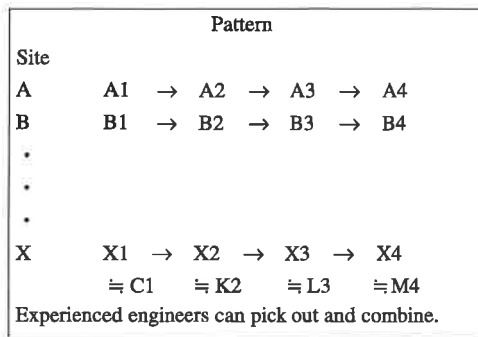 Pattern
Site
A A1 → A2 → A3 → A4
B B1 → B2 → B3 → B4
·
·
·
X X1 → X2 → X3 → X4
≒ C1 ≒ K2 ≒ L3 ≒ M4
Experienced engineers can pick out and combine.